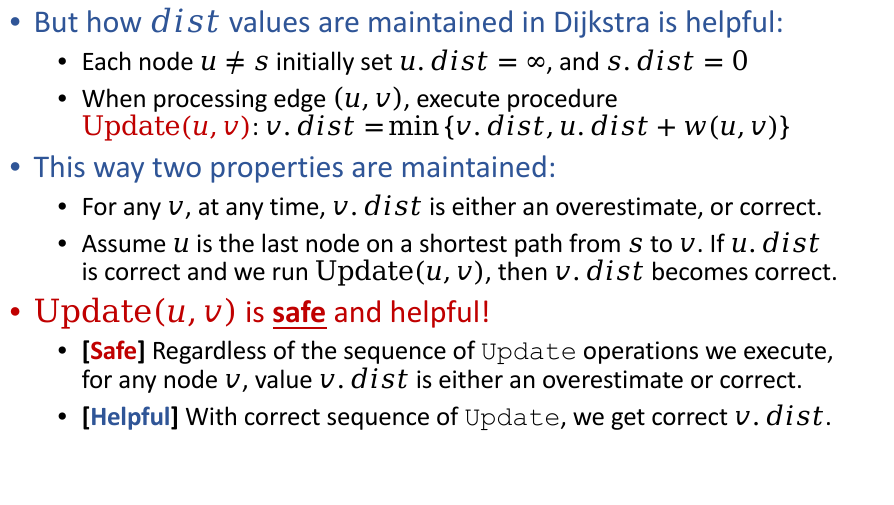 • But how dist values are maintained in Dijkstra is helpful:
• Each node u ≠ s initially set u.dist = ∞, and s.dist = 0
• When processing edge (u, v), execute procedure
Update(u, v): v.dist = min{v.dist, u.dist + w(u, v)}
• This way two properties are maintained:
• For any v, at any time, v.dist is either an overestimate, or correct.
• Assume u is the last node on a shortest path from s to v. If u.dist
is correct and we run Update(u, v), then v.dist becomes correct.
• Update(u, v) is safe and helpful!
• [Safe] Regardless of the sequence of Update operations we execute,
for any node v, value v.dist is either an overestimate or correct.
• [Helpful] With correct sequence of Update, we get correct v.dist.